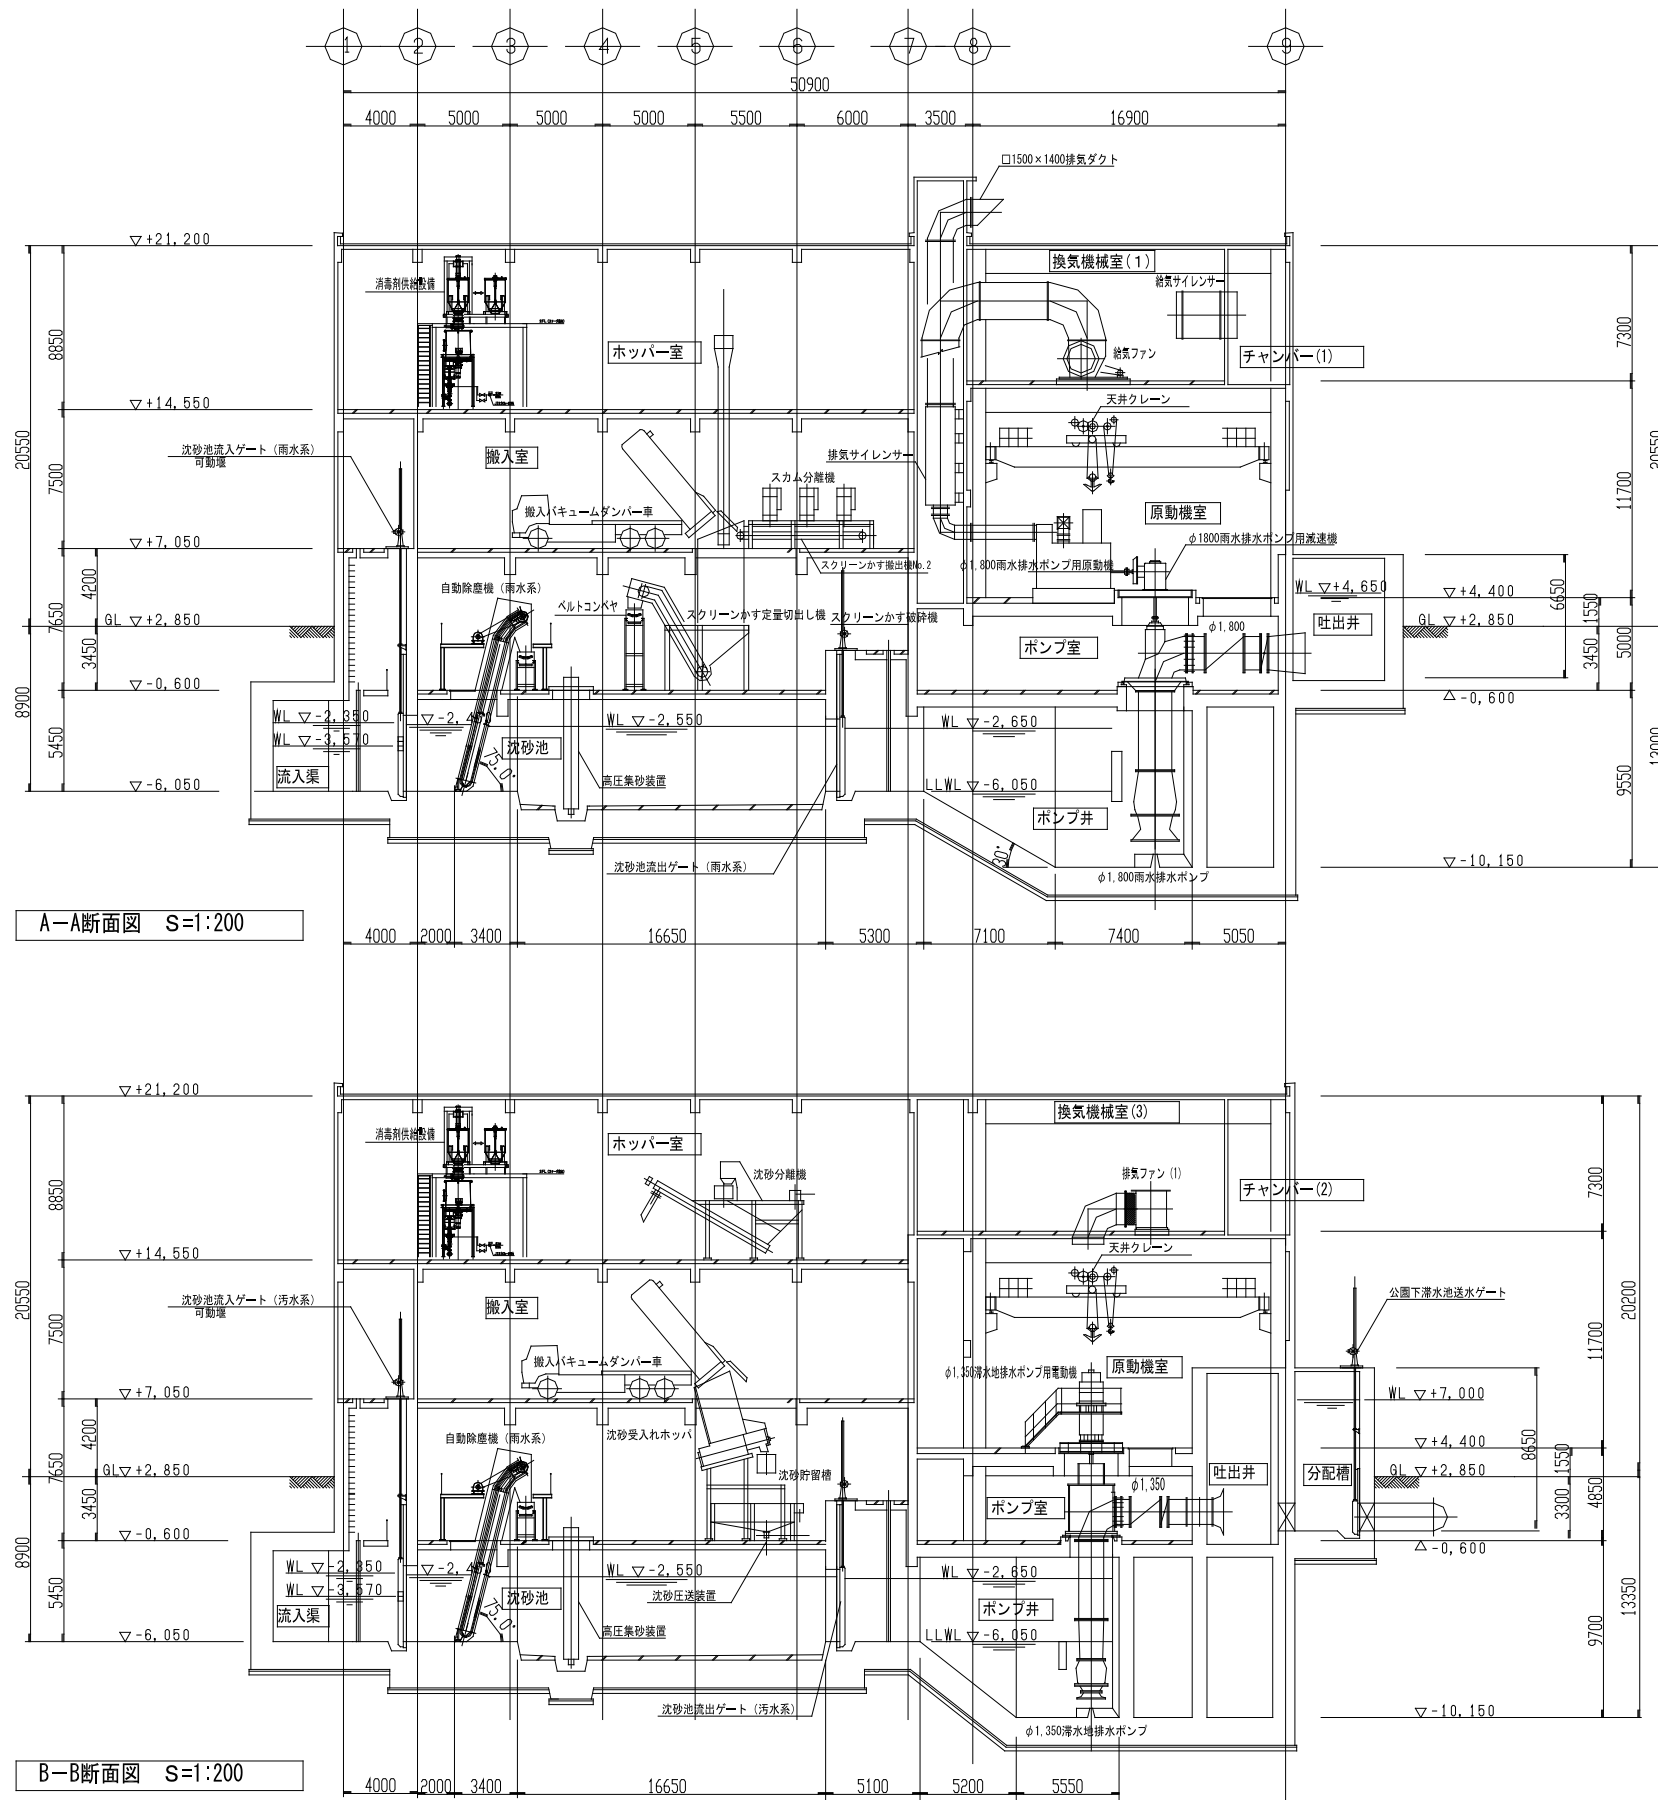 1 2 3 4 5 6 7 8 9
50900
4000 5000 5000 5000 5500 6000 3500 16900
□1500×1400排気ダクト
▽+21,200
換気機械室(1)
消毒剤供給設備
給気サイレンサー
8850
ホッパー室
給気ファン
チャンバー(1)
7300
▽+14,550
天井クレーン
沈砂池流入ゲート（雨水系）
可動堰
搬入室
排気サイレンサー
スカム分離機
20550
7500
搬入バキュームダンパー車
原動機室
11700
20550
φ1800雨水排水ポンプ用減速機
▽+7,050
スクリーンかす搬出機No.2
φ1,800雨水排水ポンプ用原動機
4200
自動除塵機（雨水系）
ベルトコンベヤ
スクリーンかす定量切出し機
スクリーンかす破砕機
WL ▽+4,650
6650
▽+4,400
1550
7650
GL ▽+2,850
φ1,800
吐出井
GL ▽+2,850
3450
ポンプ室
3450
5000
▽-0,600
△-0,600
8900
WL ▽-2,350
▽-2,4
WL ▽-2,550
WL ▽-2,650
WL ▽-3,570
5450
沈砂池
75.0°
流入渠
高圧集砂装置
▽-6,050
LLWL ▽-6,050
9550
13000
ポンプ井
30°
沈砂池流出ゲート（雨水系）
▽-10,150
φ1,800雨水排水ポンプ
A－A断面図 S=1:200
4000 2000 3400 16650 5300 7100 7400 5050
▽+21,200
換気機械室(3)
消毒剤供給設備
ホッパー室
沈砂分離機
排気ファン(1)
8850
チャンバー(2)
7300
▽+14,550
天井クレーン
沈砂池流入ゲート（汚水系）
可動堰
搬入室
公園下滞水池送水ゲート
20550
7500
20200
11700
搬入バキュームダンパー車
原動機室
φ1,350滞水地排水ポンプ用電動機
▽+7,050
WL ▽+7,000
4200
自動除塵機（雨水系）
沈砂受入れホッパ
8650
▽+4,400
1550
7650
GL ▽+2,850
沈砂貯留槽
φ1,350
吐出井
分配槽
GL ▽+2,850
3450
ポンプ室
3300
4850
▽-0,600
△-0,600
8900
WL ▽-2,350
▽-2,4
WL ▽-2,550
WL ▽-2,650
WL ▽-3,570
5450
沈砂池
沈砂圧送装置
ポンプ井
75.0°
流入渠
高圧集砂装置
13350
▽-6,050
LLWL ▽-6,050
9700
沈砂池流出ゲート（汚水系）
▽-10,150
φ1,350滞水地排水ポンプ
B－B断面図 S=1:200
4000 2000 3400 16650 5100 5200 5550